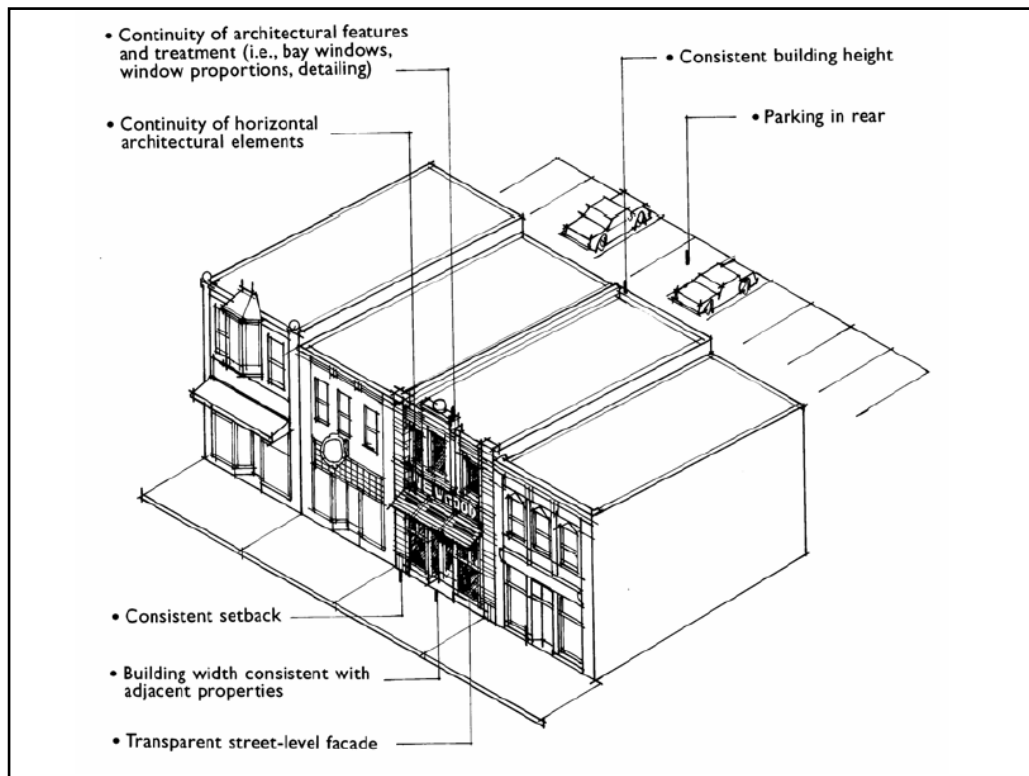 • Continuity of architectural features
and treatment (i.e., bay windows,
window proportions, detailing)
• Consistent building height
• Continuity of horizontal
architectural elements
• Parking in rear
• Consistent setback
• Building width consistent with
adjacent properties
• Transparent street-level facade